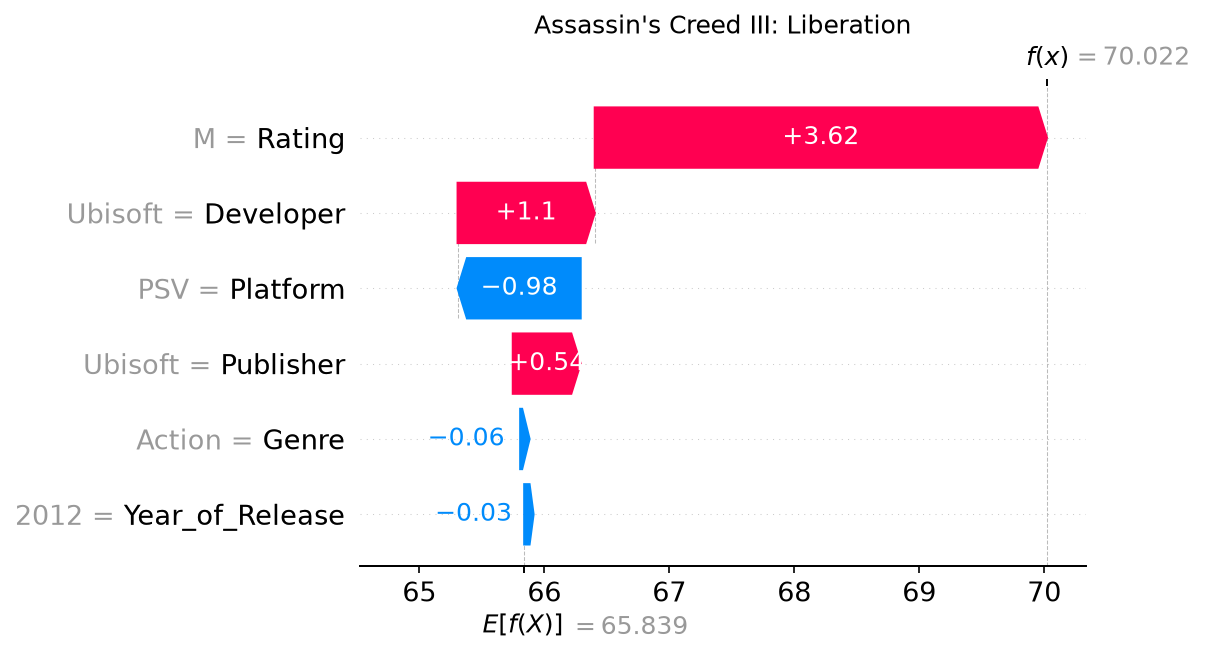 Assassin's Creed III: Liberation
f(x) = 70.022
M = Rating
+3.62
Ubisoft = Developer
+1.1
PSV = Platform
−0.98
Ubisoft = Publisher
+0.54
Action = Genre
−0.06
2012 = Year_of_Release
−0.03
65 66 67 68 69 70
E[f(X)] = 65.839